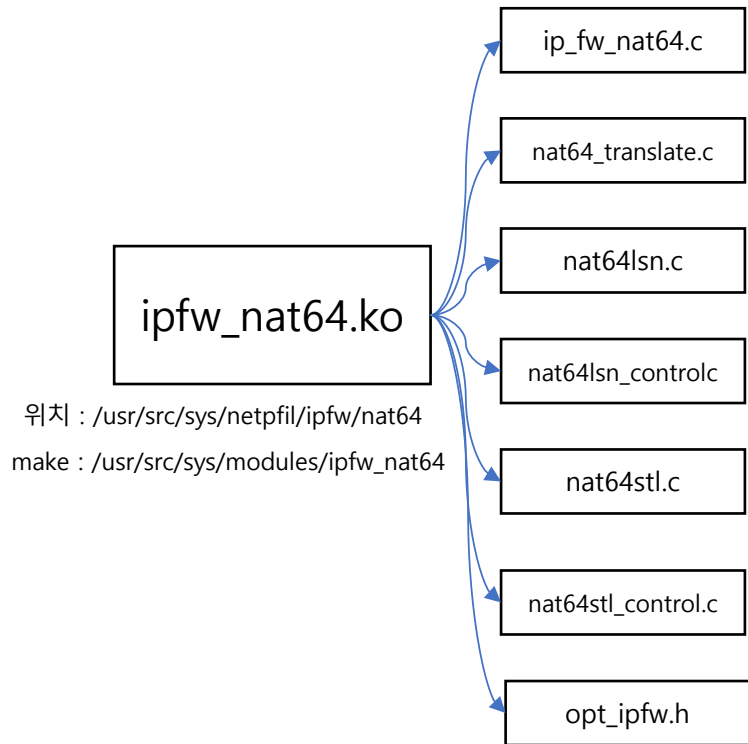 ip_fw_nat64.c
nat64_translate.c
nat64lsn.c
ipfw_nat64.ko
nat64lsn_controlc
위치 : /usr/src/sys/netpfil/ipfw/nat64
make : /usr/src/sys/modules/ipfw_nat64
nat64stl.c
nat64stl_control.c
opt_ipfw.h